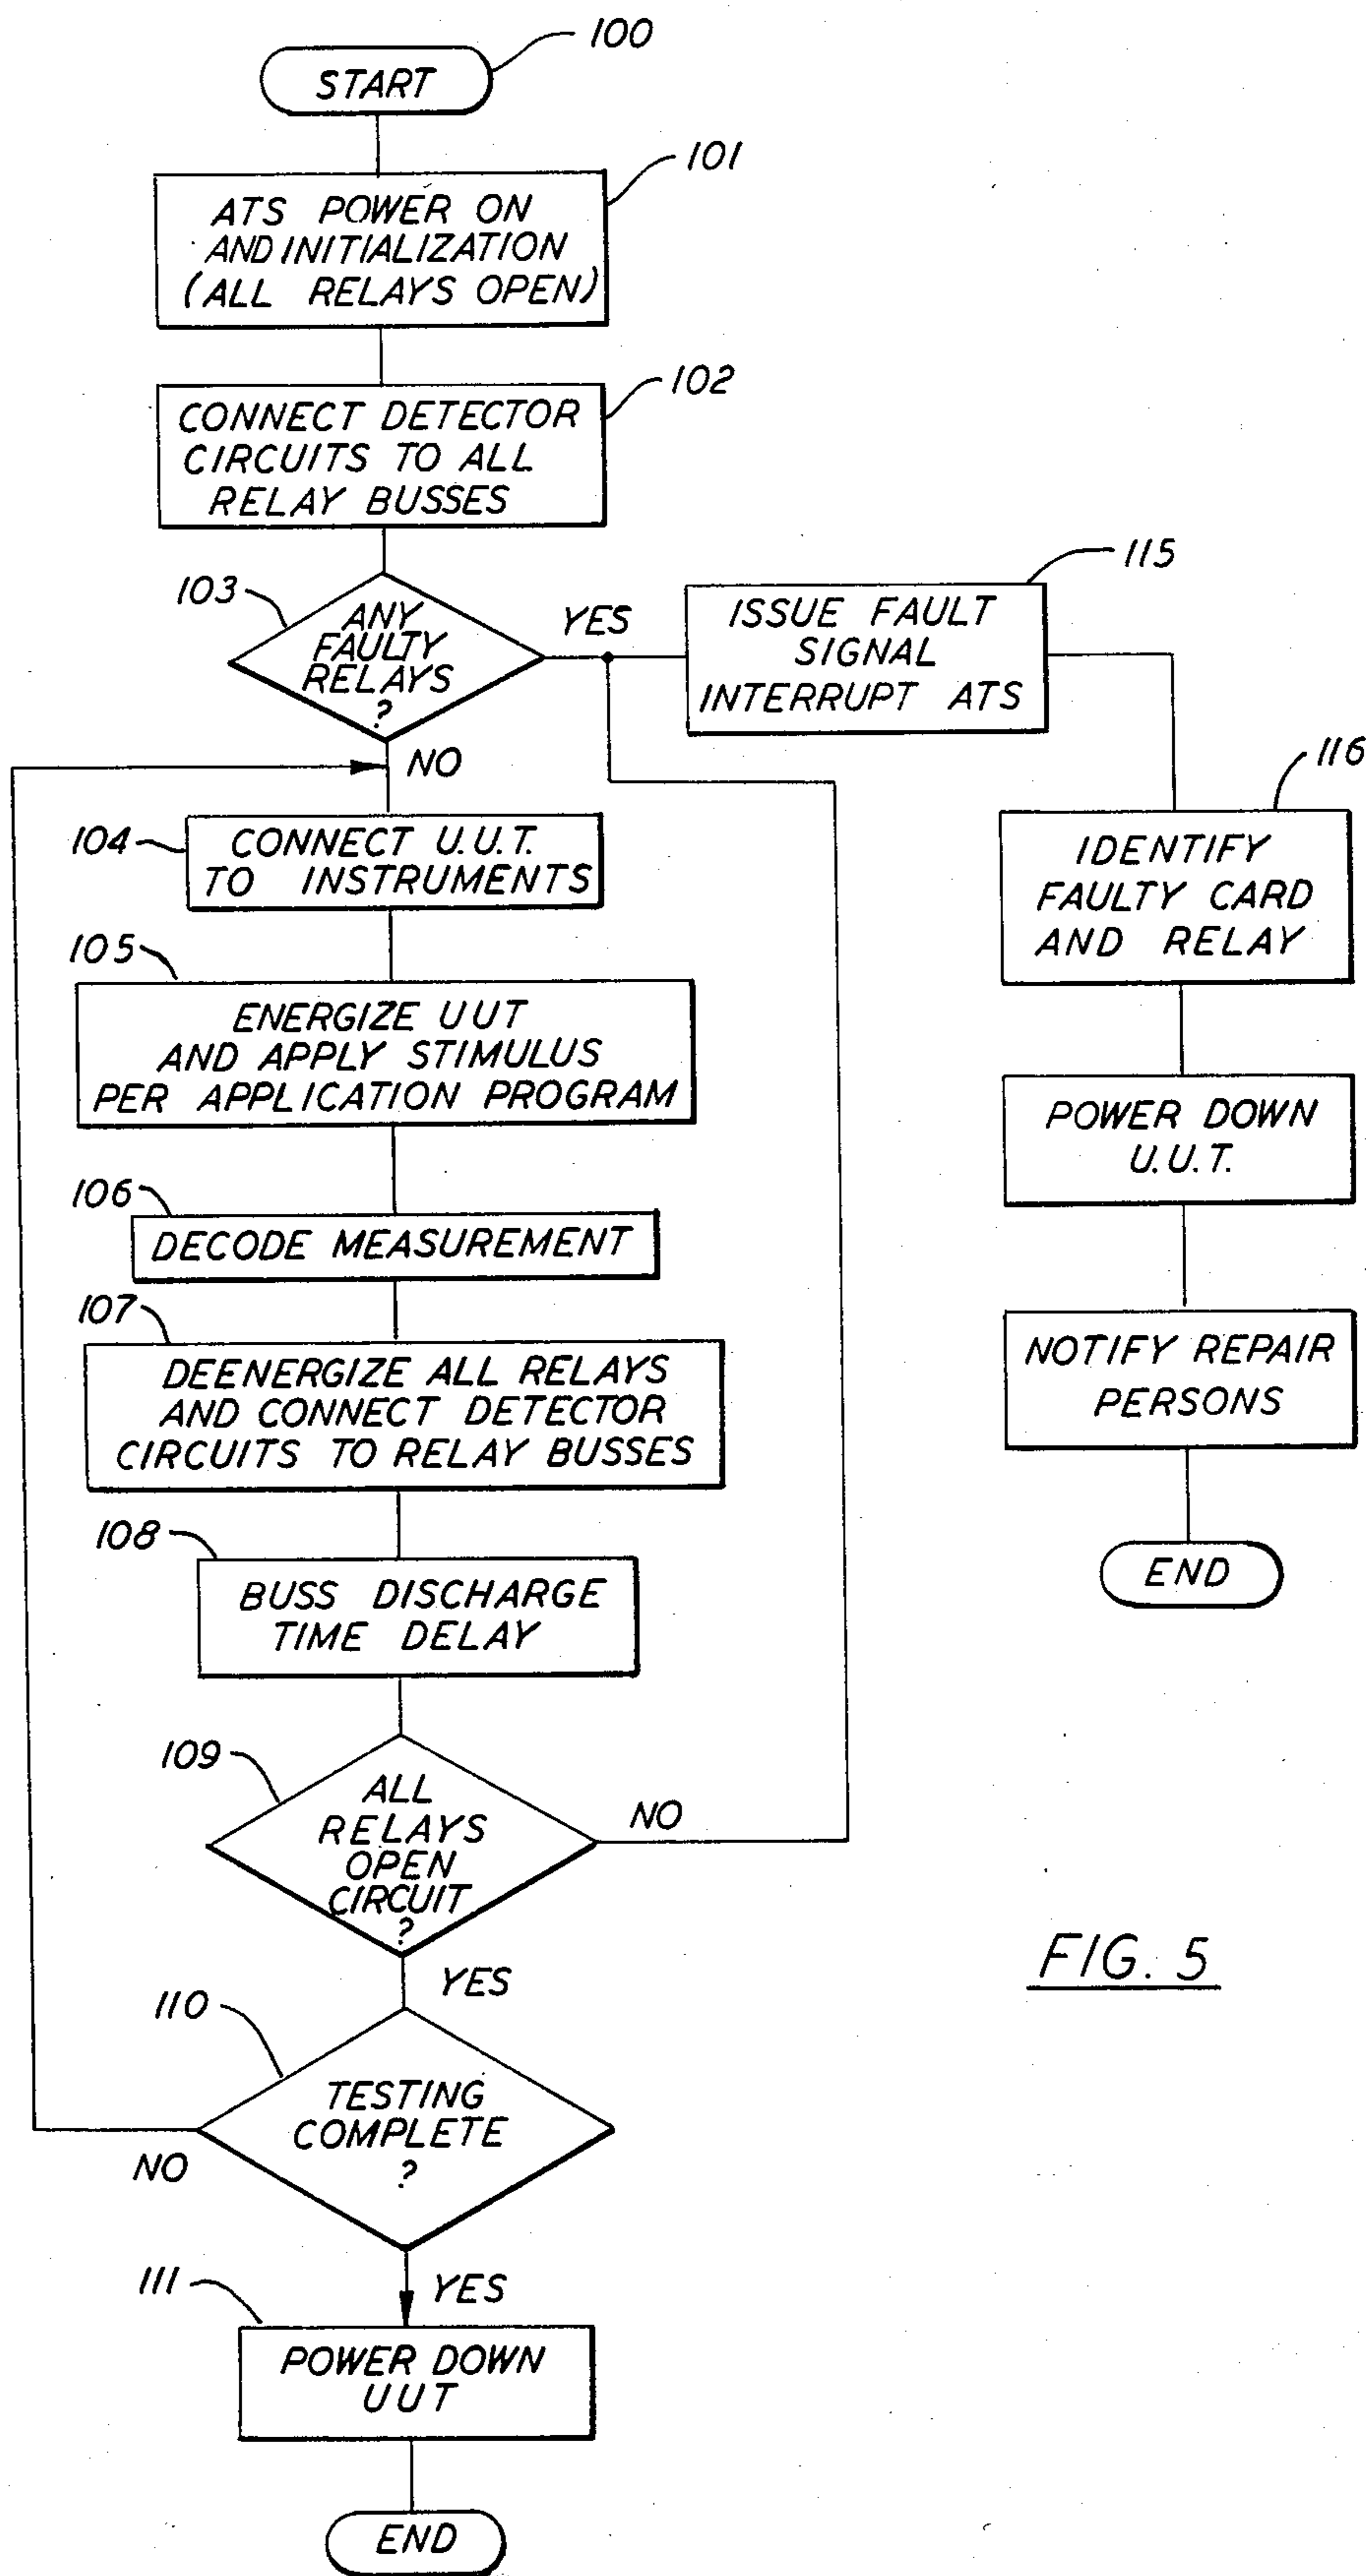 100
START
101
ATS POWER ON
AND INITIALIZATION
(ALL RELAYS OPEN)
102
CONNECT DETECTOR
CIRCUITS TO ALL
RELAY BUSSES
103
ANY
FAULTY
RELAYS
?
YES
NO
115
ISSUE FAULT
SIGNAL
INTERRUPT ATS
116
IDENTIFY
FAULTY CARD
AND RELAY
POWER DOWN
U.U.T.
NOTIFY REPAIR
PERSONS
END
104
CONNECT U.U.T.
TO INSTRUMENTS
105
ENERGIZE UUT
AND APPLY STIMULUS
PER APPLICATION PROGRAM
106
DECODE MEASUREMENT
107
DEENERGIZE ALL RELAYS
AND CONNECT DETECTOR
CIRCUITS TO RELAY BUSSES
108
BUSS DISCHARGE
TIME DELAY
109
ALL
RELAYS
OPEN
CIRCUIT
?
NO
YES
110
TESTING
COMPLETE
?
NO
YES
111
POWER DOWN
UUT
END
FIG. 5